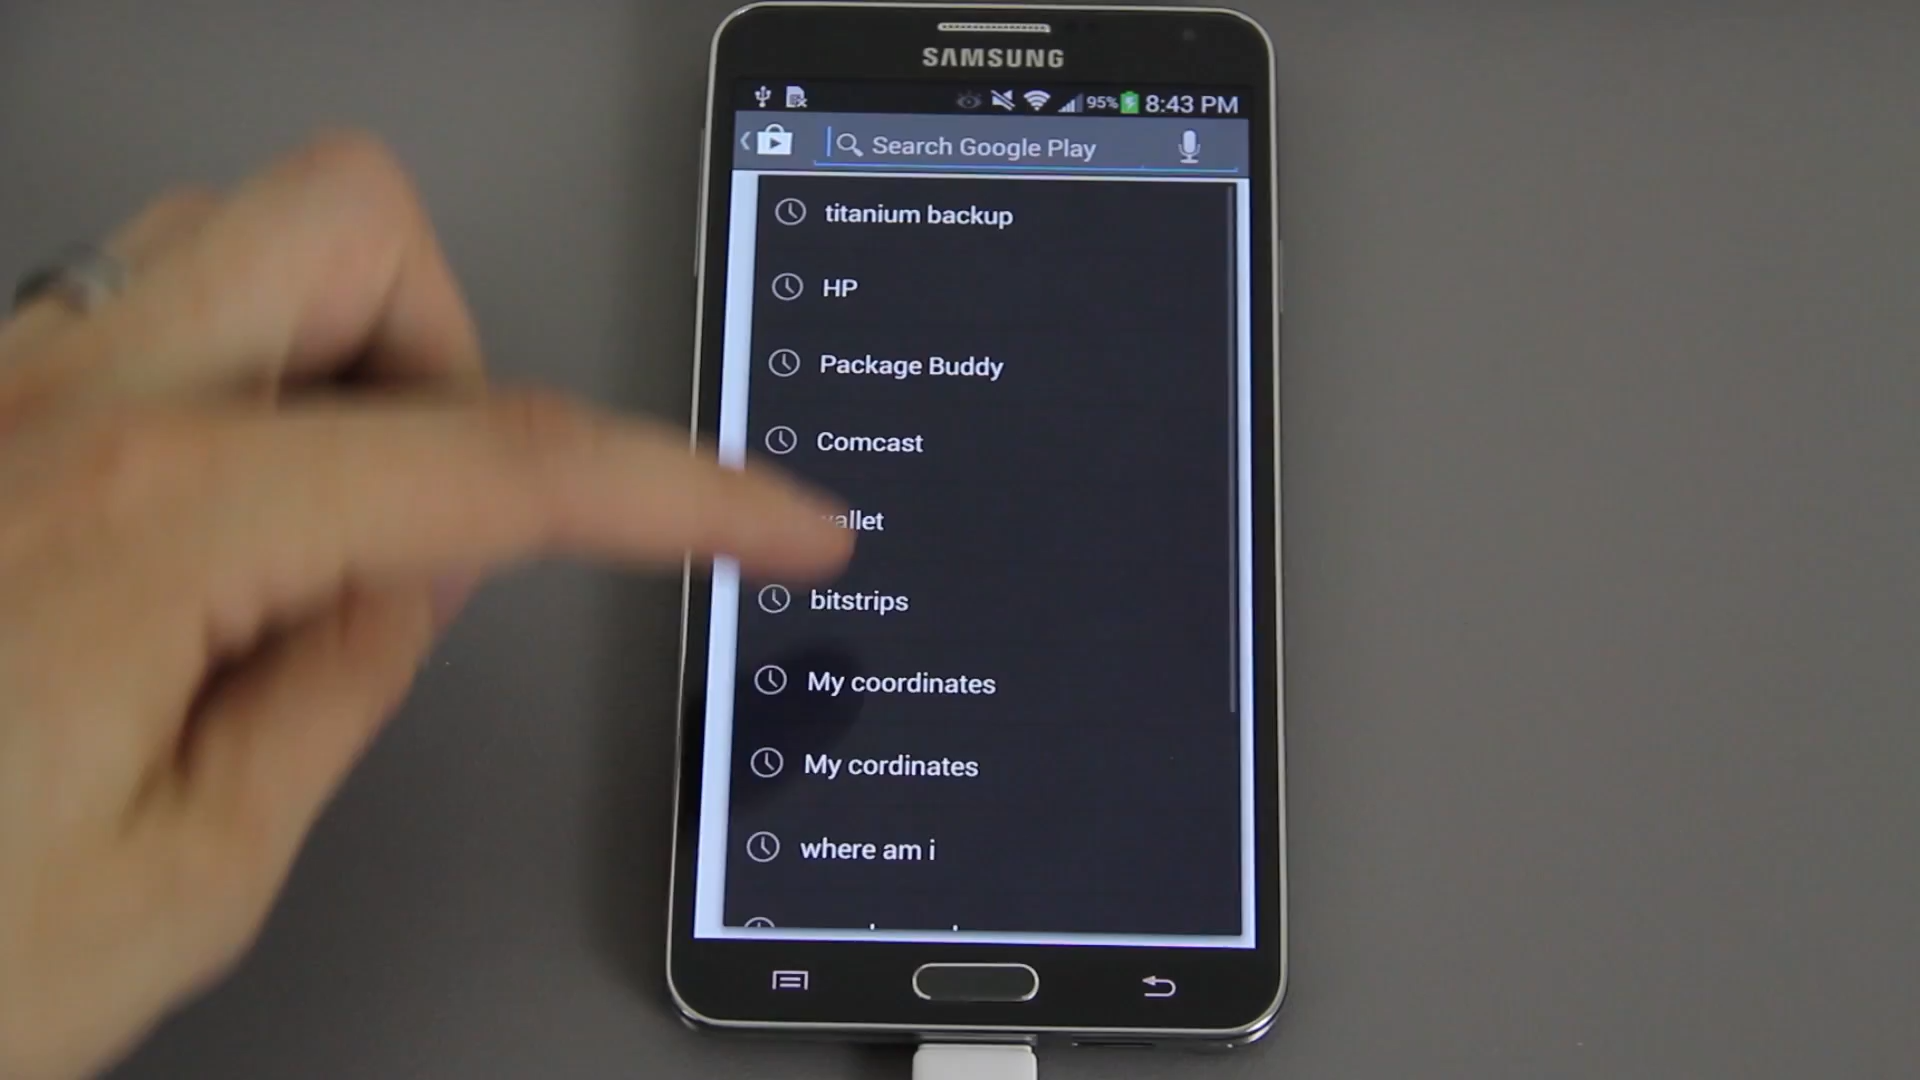 SAMSUNG
95% 8:43 PM
Search Google Play
titanium backup
HP
Package Buddy
Comcast
wallet
bitstrips
My coordinates
My cordinates
where am i